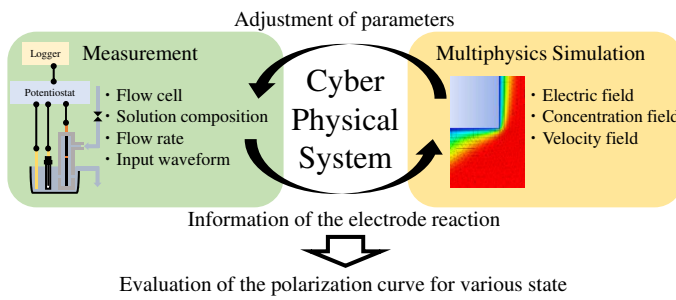 Adjustment of parameters
Measurement
Logger
Potentiostat
・Flow cell
・Solution composition
・Flow rate
・Input waveform
Cyber
Physical
System
Multiphysics Simulation
・Electric field
・Concentration field
・Velocity field
Information of the electrode reaction
Evaluation of the polarization curve for various state